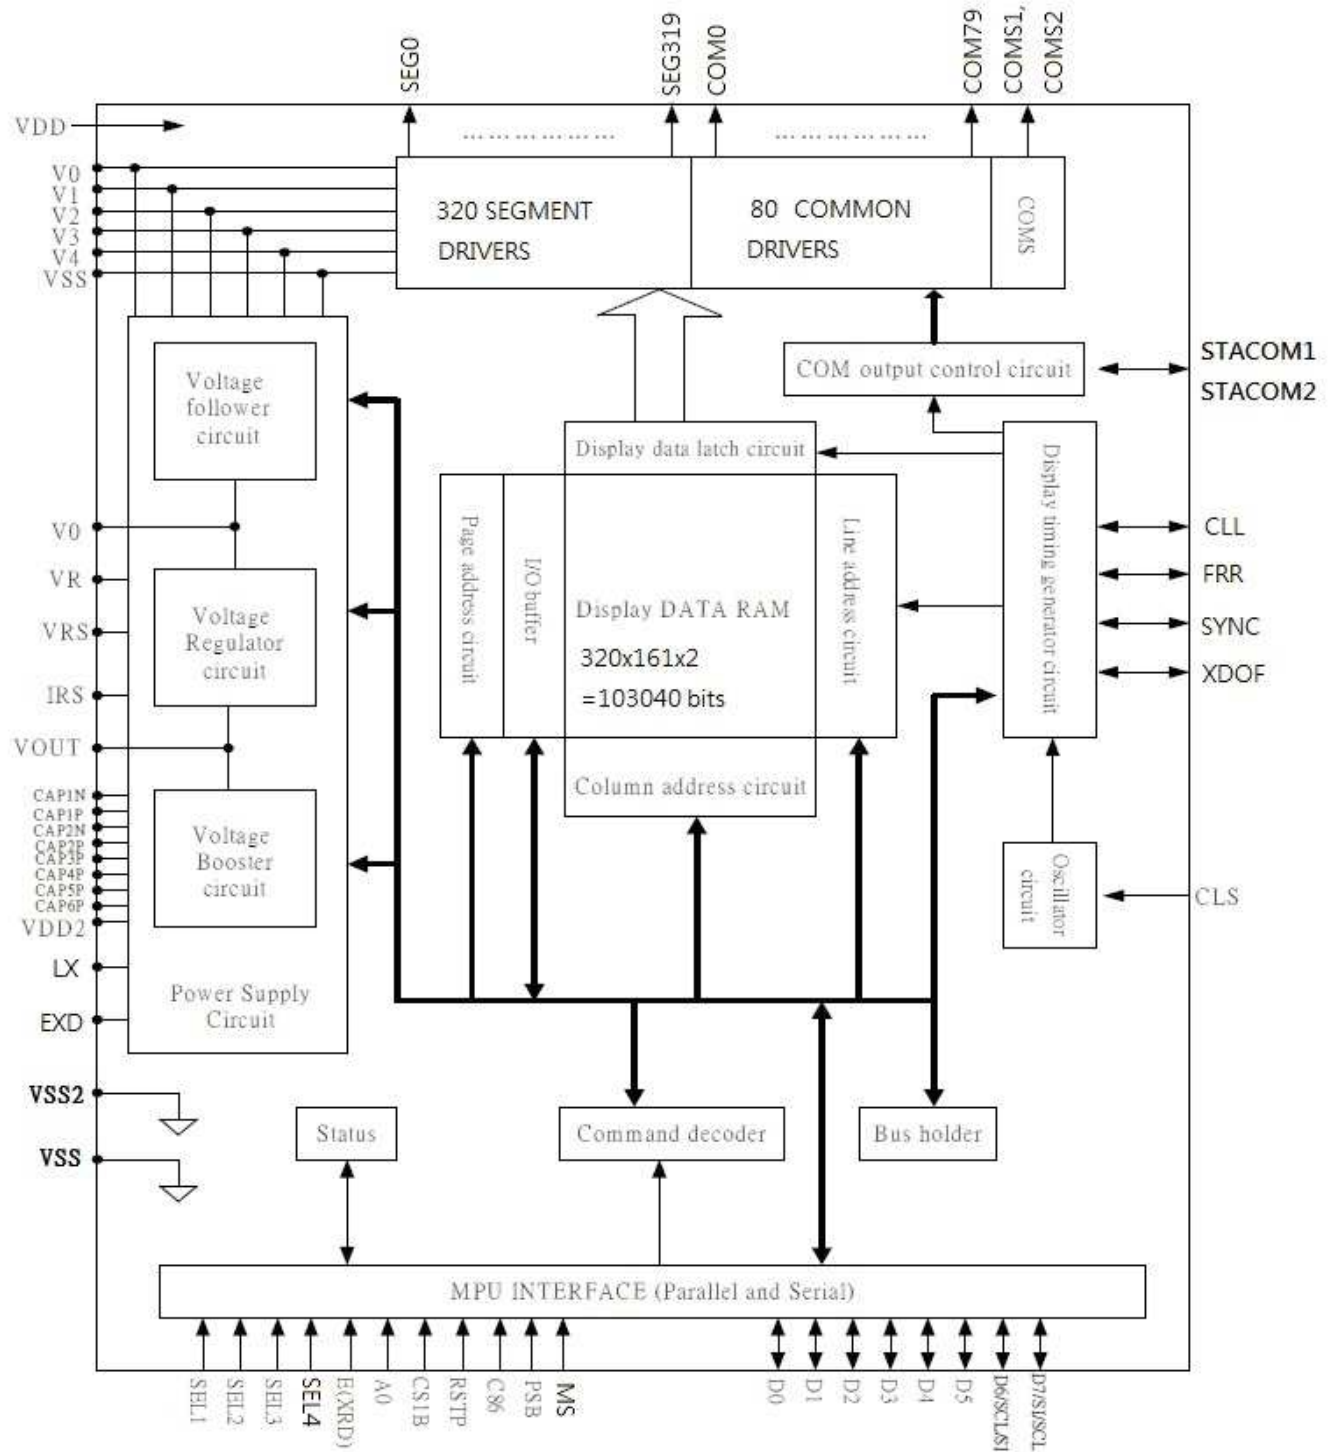 SEG0
SEG319
COM0
COM79
COMS1,
COMS2
VDD
V0
V1
V2
V3
V4
VSS
320 SEGMENT
DRIVERS
80 COMMON
DRIVERS
COMS
Voltage
follower
circuit
COM output control circuit
STACOM1
STACOM2
Display data latch circuit
Page address circuit
I/O buffer
Display DATA RAM
320x161x2
=103040 bits
Line address circuit
Display timing generator circuit
Column address circuit
V0
VR
VRS
IRS
VOUT
Voltage
Regulator
circuit
CLL
FRR
SYNC
XDOF
CAP1N
CAP1P
CAP2N
CAP2P
CAP3P
CAP4P
CAP5P
CAP6P
VDD2
LX
EXD
Voltage
Booster
circuit
Power Supply
Circuit
Oscillator
circuit
CLS
VSS2
VSS
Status
Command decoder
Bus holder
MPU INTERFACE (Parallel and Serial)
SEL1
SEL2
SEL3
SEL4
E(XRD)
A0
CS1B
RSTP
C86
PSB
MS
D0
D1
D2
D3
D4
D5
D6/SCL/SI
D7/SI/SCL